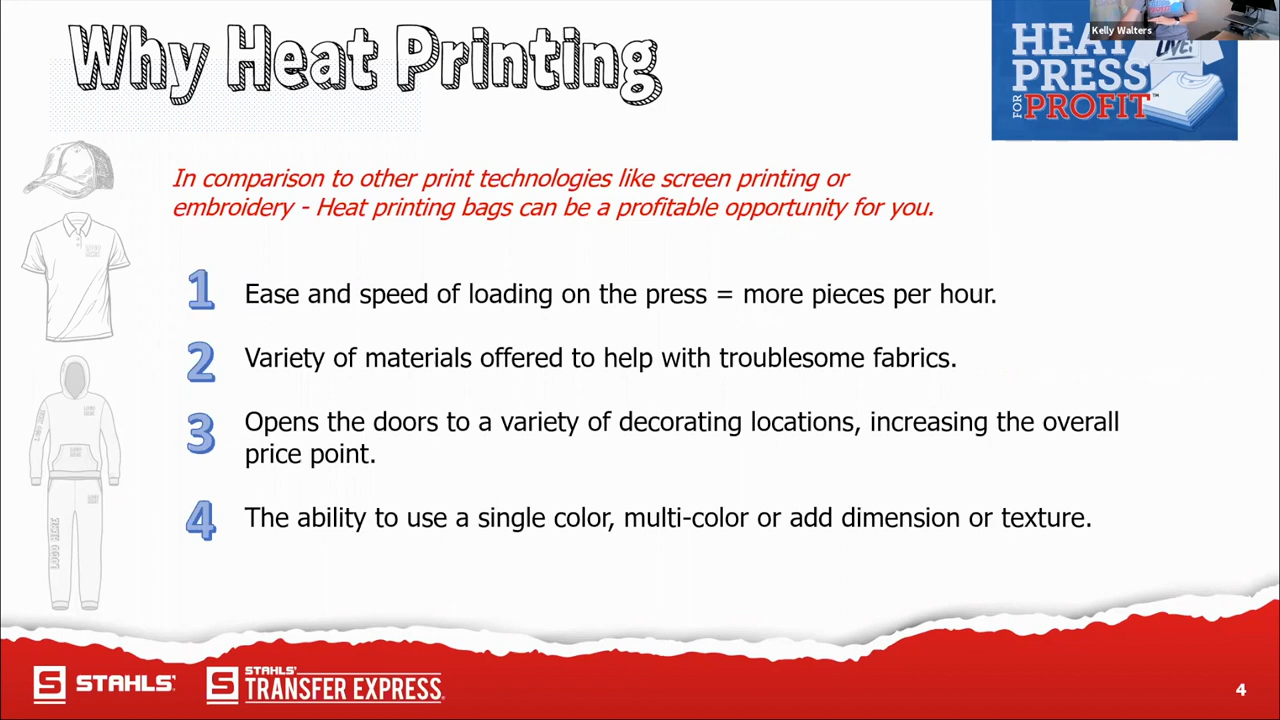 Why Heat Printing
Kelly Walters
HEAT
LIVE!
PRESS
FOR PROFIT™
In comparison to other print technologies like screen printing or
embroidery - Heat printing bags can be a profitable opportunity for you.
1 Ease and speed of loading on the press = more pieces per hour.
2 Variety of materials offered to help with troublesome fabrics.
3 Opens the doors to a variety of decorating locations, increasing the overall
price point.
4 The ability to use a single color, multi-color or add dimension or texture.
LOGO HERE
S STAHLS'
S STAHLS'
TRANSFER EXPRESS
4